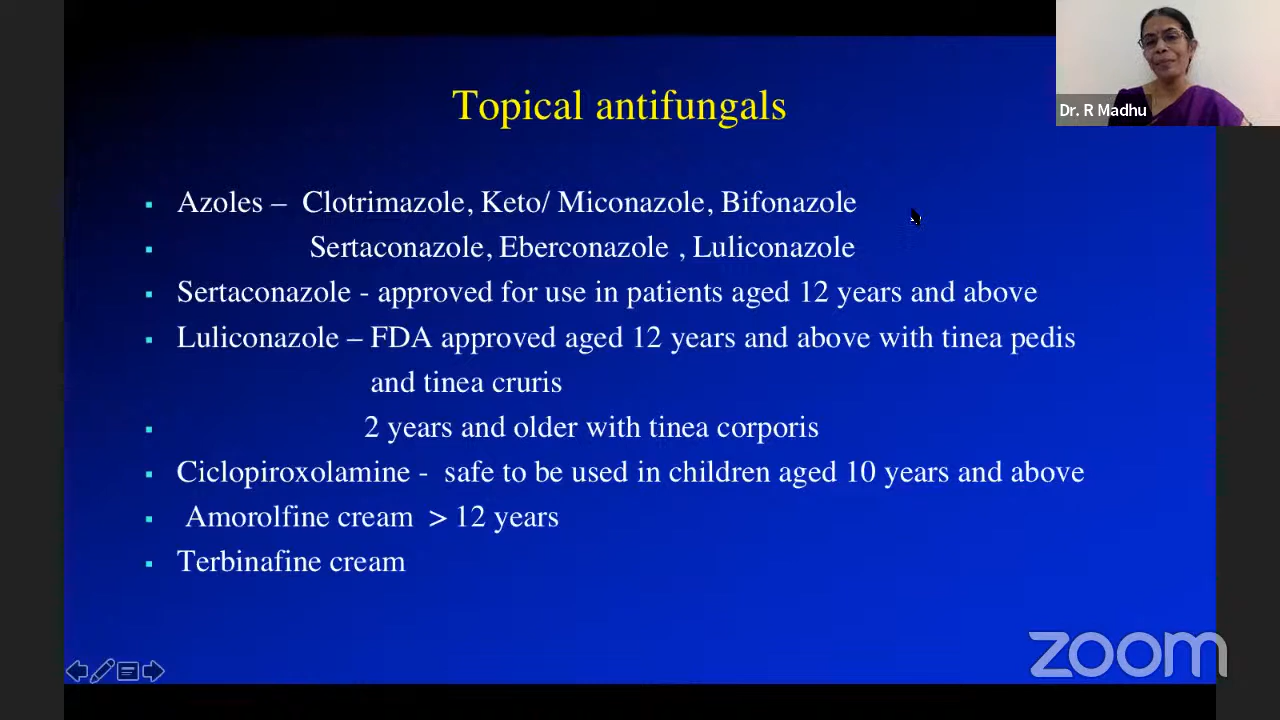 Dr. R Madhu
Topical antifungals
Azoles – Clotrimazole, Keto/ Miconazole, Bifonazole
Sertaconazole, Eberconazole , Luliconazole
Sertaconazole - approved for use in patients aged 12 years and above
Luliconazole – FDA approved aged 12 years and above with tinea pedis
and tinea cruris
2 years and older with tinea corporis
Ciclopiroxolamine - safe to be used in children aged 10 years and above
Amorolfine cream > 12 years
Terbinafine cream
zoom